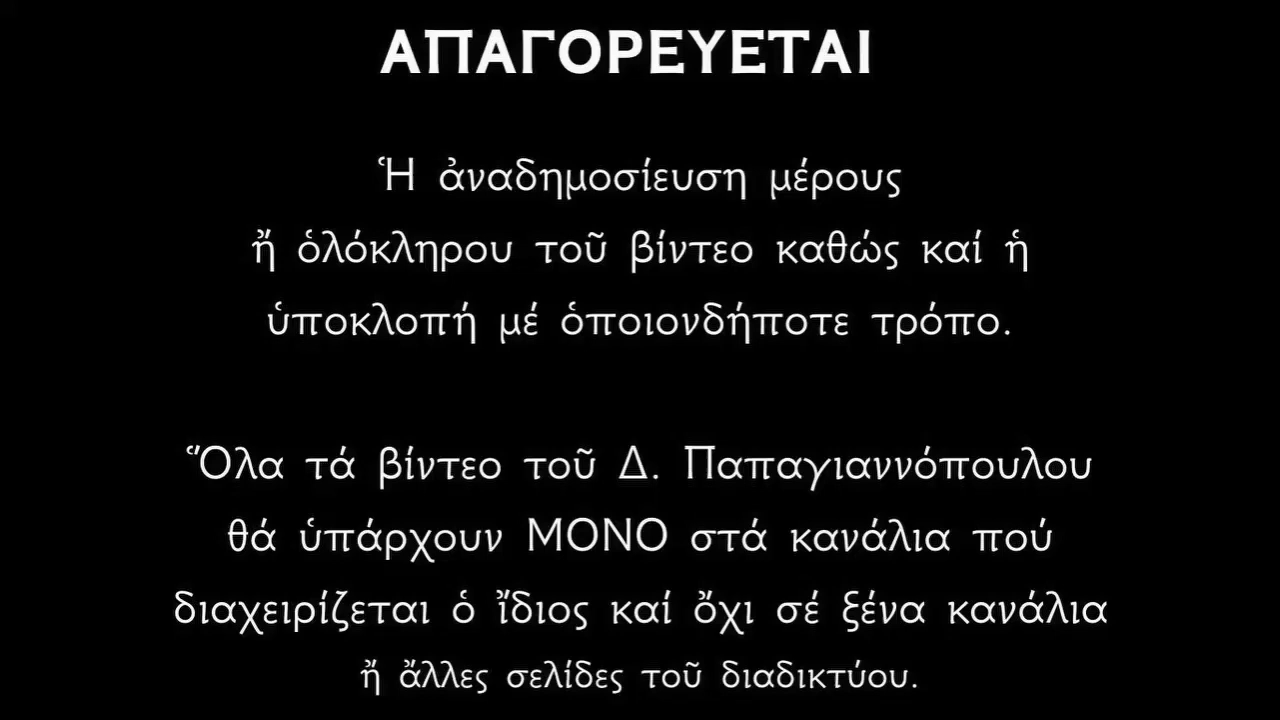 ΑΠΑΓΟΡΕΥΕΤΑΙ
Ἡ ἀναδημοσίευση μέρους
ἤ ὁλόκληρου τοῦ βίντεο καθώς καί ἡ
ὑποκλοπή μέ ὁποιονδήποτε τρόπο.
Ὅλα τά βίντεο τοῦ Δ. Παπαγιαννόπουλου
θά ὑπάρχουν ΜΟΝΟ στά κανάλια πού
διαχειρίζεται ὁ ἴδιος καί ὄχι σέ ξένα κανάλια
ἤ ἄλλες σελίδες τοῦ διαδικτύου.